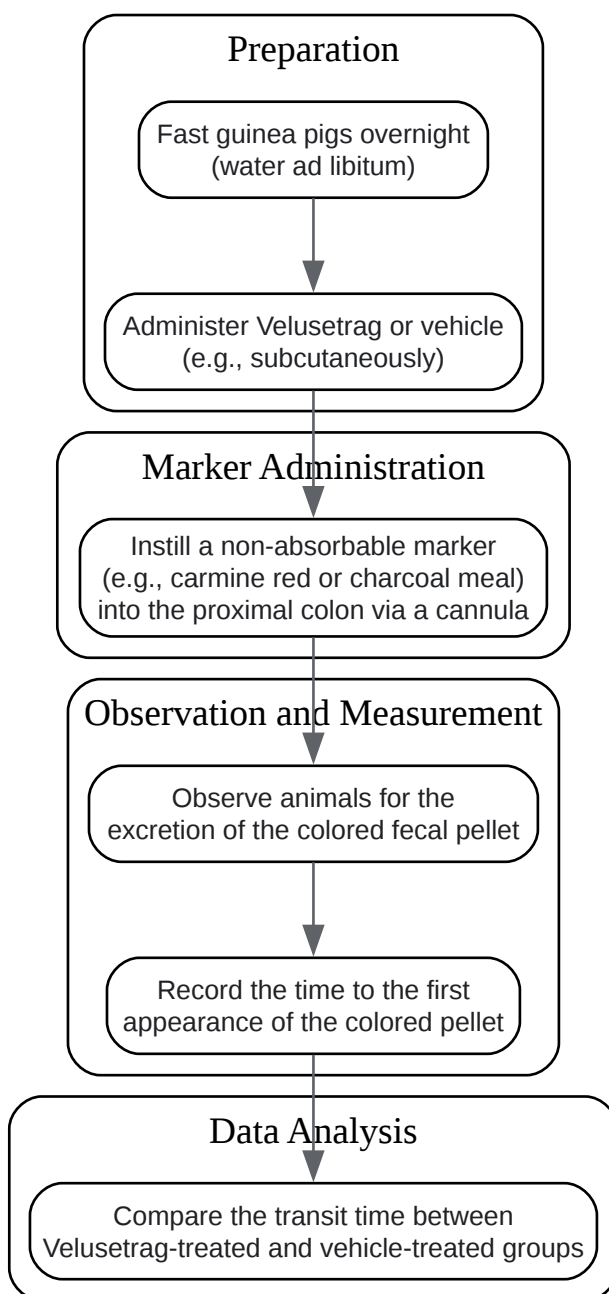 Preparation
Fast guinea pigs overnight
(water ad libitum)
Administer Velusetrag or vehicle
(e.g., subcutaneously)
Marker Administration
Instill a non-absorbable marker
(e.g., carmine red or charcoal meal)
into the proximal colon via a cannula
Observation and Measurement
Observe animals for the
excretion of the colored fecal pellet
Record the time to the first
appearance of the colored pellet
Data Analysis
Compare the transit time between
Velusetrag-treated and vehicle-treated groups